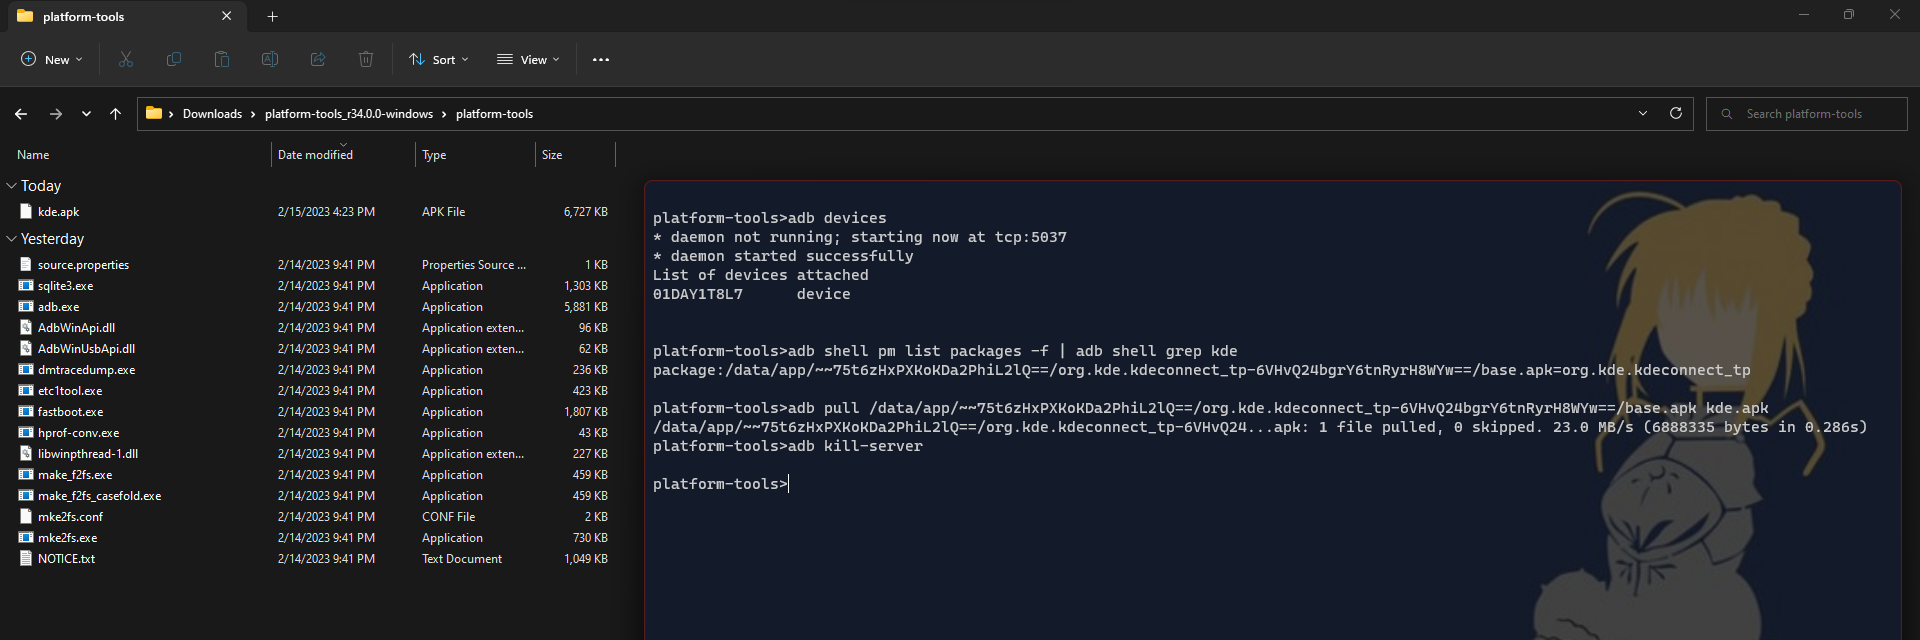 platform-tools
New
Sort
View
Downloads > platform-tools_r34.0.0-windows > platform-tools
Search platform-tools
Name Date modified Type Size
Today
kde.apk 2/15/2023 4:23 PM APK File 6,727 KB
Yesterday
source.properties 2/14/2023 9:41 PM Properties Source ... 1 KB
sqlite3.exe 2/14/2023 9:41 PM Application 1,303 KB
adb.exe 2/14/2023 9:41 PM Application 5,881 KB
AdbWinApi.dll 2/14/2023 9:41 PM Application exten... 96 KB
AdbWinUsbApi.dll 2/14/2023 9:41 PM Application exten... 62 KB
dmtracedump.exe 2/14/2023 9:41 PM Application 236 KB
etc1tool.exe 2/14/2023 9:41 PM Application 423 KB
fastboot.exe 2/14/2023 9:41 PM Application 1,807 KB
hprof-conv.exe 2/14/2023 9:41 PM Application 43 KB
libwinpthread-1.dll 2/14/2023 9:41 PM Application exten... 227 KB
make_f2fs.exe 2/14/2023 9:41 PM Application 459 KB
make_f2fs_casefold.exe 2/14/2023 9:41 PM Application 459 KB
mke2fs.conf 2/14/2023 9:41 PM CONF File 2 KB
mke2fs.exe 2/14/2023 9:41 PM Application 730 KB
NOTICE.txt 2/14/2023 9:41 PM Text Document 1,049 KB
platform-tools>adb devices
* daemon not running; starting now at tcp:5037
* daemon started successfully
List of devices attached
01DAY1T8L7 device
platform-tools>adb shell pm list packages -f | adb shell grep kde
package:/data/app/~~75t6zHxPXKoKDa2PhiL2lQ==/org.kde.kdeconnect_tp-6VHvQ24bgrY6tnRyrH8WYw==/base.apk=org.kde.kdeconnect_tp
platform-tools>adb pull /data/app/~~75t6zHxPXKoKDa2PhiL2lQ==/org.kde.kdeconnect_tp-6VHvQ24bgrY6tnRyrH8WYw==/base.apk kde.apk
/data/app/~~75t6zHxPXKoKDa2PhiL2lQ==/org.kde.kdeconnect_tp-6VHvQ24...apk: 1 file pulled, 0 skipped. 23.0 MB/s (6888335 bytes in 0.286s)
platform-tools>adb kill-server
platform-tools>